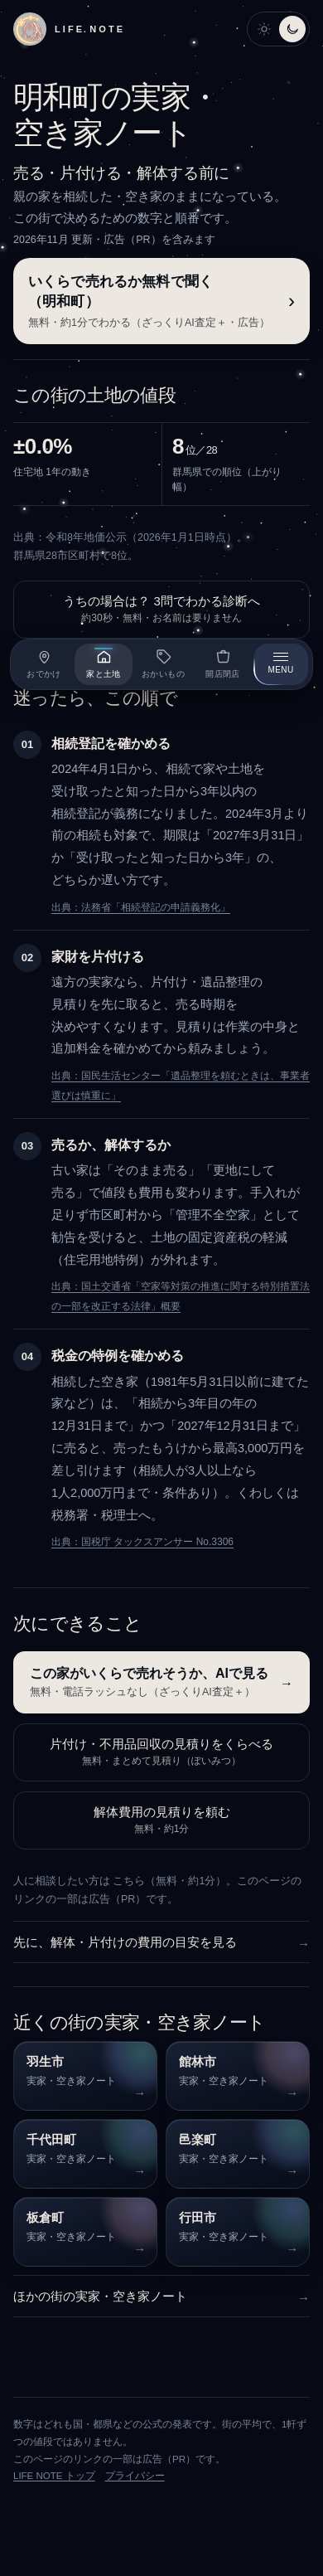 LIFE.NOTE
明和町の実家・
空き家ノート
売る・片付ける・解体する前に
親の家を相続した・空き家のままになっている。
この街で決めるための数字と順番です。
2026年11月 更新・広告（PR）を含みます
いくらで売れるか無料で聞く
（明和町）
›
無料・約1分でわかる（ざっくりAI査定＋・広告）
この街の土地の値段
±0.0%
住宅地 1年の動き
8位／28
群馬県での順位（上がり
幅）
出典：令和8年地価公示（2026年1月1日時点）。
群馬県28市区町村で8位。
うちの場合は？ 3問でわかる診断へ
約30秒・無料・お名前は要りません
おでかけ
家と土地
おかいもの
開店閉店
MENU
迷ったら、この順で
01
相続登記を確かめる
2024年4月1日から、相続で家や土地を
受け取ったと知った日から3年以内の
相続登記が義務になりました。2024年3月より
前の相続も対象で、期限は「2027年3月31日」
か「受け取ったと知った日から3年」の、
どちらか遅い方です。
出典：法務省「相続登記の申請義務化」
02
家財を片付ける
遠方の実家なら、片付け・遺品整理の
見積りを先に取ると、売る時期を
決めやすくなります。見積りは作業の中身と
追加料金を確かめてから頼みましょう。
出典：国民生活センター「遺品整理を頼むときは、事業者
選びは慎重に」
03
売るか、解体するか
古い家は「そのまま売る」「更地にして
売る」で値段も費用も変わります。手入れが
足りず市区町村から「管理不全空家」として
勧告を受けると、土地の固定資産税の軽減
（住宅用地特例）が外れます。
出典：国土交通省「空家等対策の推進に関する特別措置法
の一部を改正する法律」概要
04
税金の特例を確かめる
相続した空き家（1981年5月31日以前に建てた
家など）は、「相続から3年目の年の
12月31日まで」かつ「2027年12月31日まで」
に売ると、売ったもうけから最高3,000万円を
差し引けます（相続人が3人以上なら
1人2,000万円まで・条件あり）。くわしくは
税務署・税理士へ。
出典：国税庁 タックスアンサー No.3306
次にできること
この家がいくらで売れそうか、AIで見る
→
無料・電話ラッシュなし（ざっくりAI査定＋）
片付け・不用品回収の見積りをくらべる
無料・まとめて見積り（ぽいみつ）
解体費用の見積りを頼む
無料・約1分
人に相談したい方は こちら（無料・約1分）。このページの
リンクの一部は広告（PR）です。
先に、解体・片付けの費用の目安を見る
→
近くの街の実家・空き家ノート
羽生市
実家・空き家ノート
→
館林市
実家・空き家ノート
→
千代田町
実家・空き家ノート
→
邑楽町
実家・空き家ノート
→
板倉町
実家・空き家ノート
→
行田市
実家・空き家ノート
→
ほかの街の実家・空き家ノート
→
数字はどれも国・都県などの公式の発表です。街の平均で、1軒ず
つの値段ではありません。
このページのリンクの一部は広告（PR）です。
LIFE NOTE トップ プライバシー